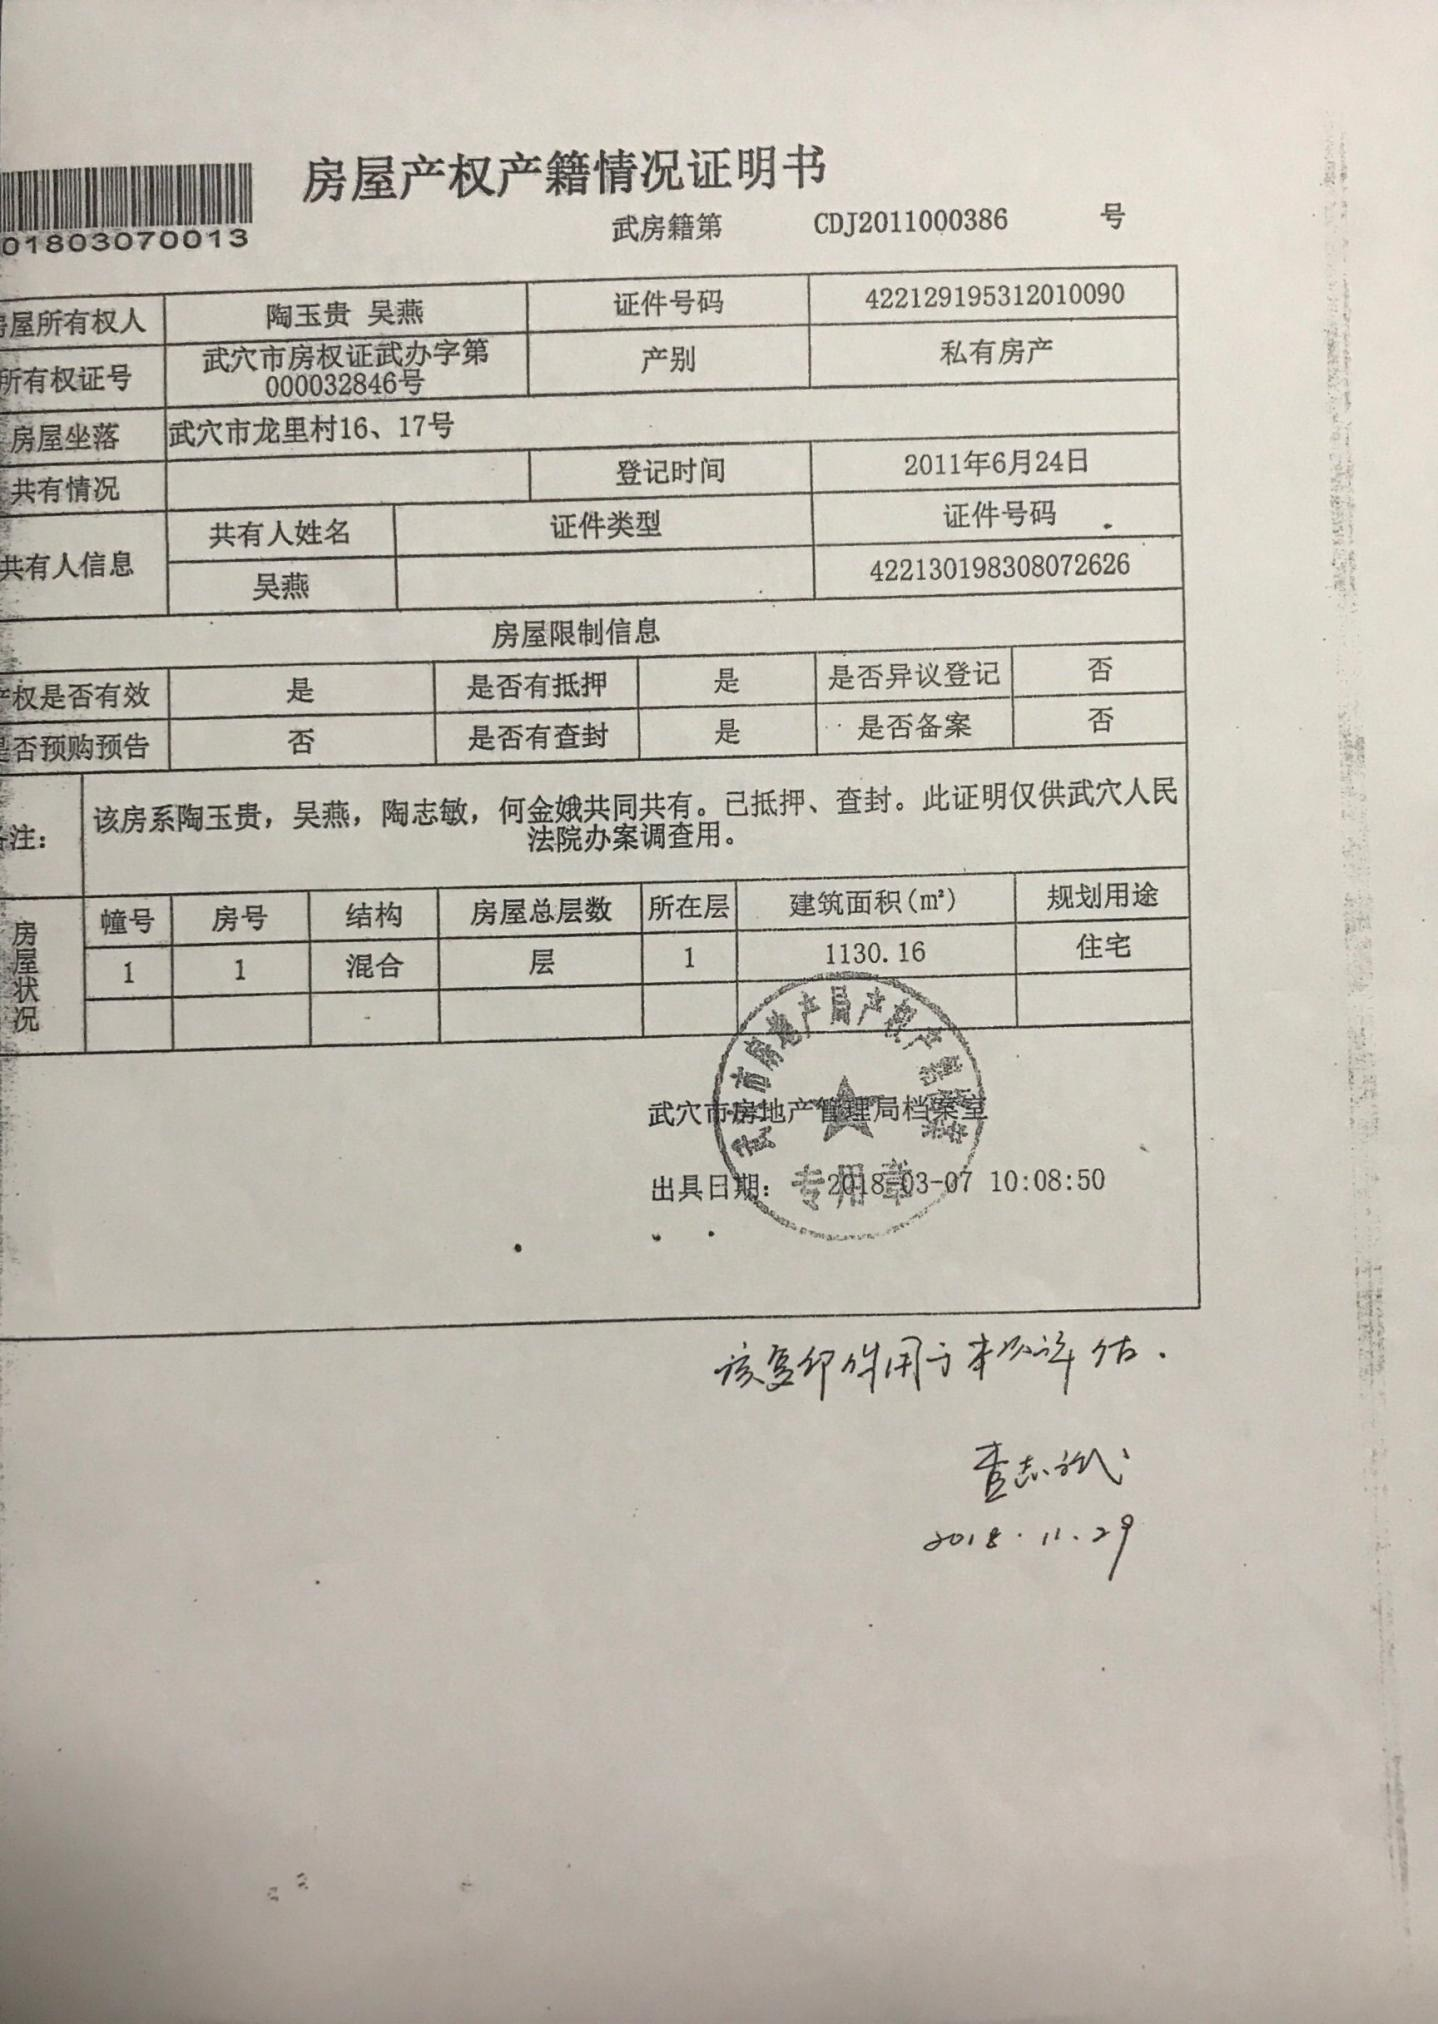 房屋产权产籍情况证明书
01803070013
武房籍第 CDJ2011000386 号
房屋所有权人 陶玉贵 吴燕 证件号码 422129195312010090
所有权证号 武穴市房权证武办字第000032846号 产别 私有房产
房屋坐落 武穴市龙里村16、17号
共有情况 登记时间 2011年6月24日
共有人信息 共有人姓名 证件类型 证件号码
吴燕 422130198308072626
房屋限制信息
产权是否有效 是 是否有抵押 是 是否异议登记 否
是否预购预告 否 是否有查封 是 是否备案 否
备注: 该房系陶玉贵，吴燕，陶志敏，何金娥共同共有。已抵押、查封。此证明仅供武穴人民
法院办案调查用。
房屋状况 幢号 房号 结构 房屋总层数 所在层 建筑面积(㎡) 规划用途
1 1 混合 层 1 1130.16 住宅
武穴市房地产管理局档案室
专用章
出具日期: 2018-03-07 10:08:50
该复印件用于本次评估.
2018.11.29